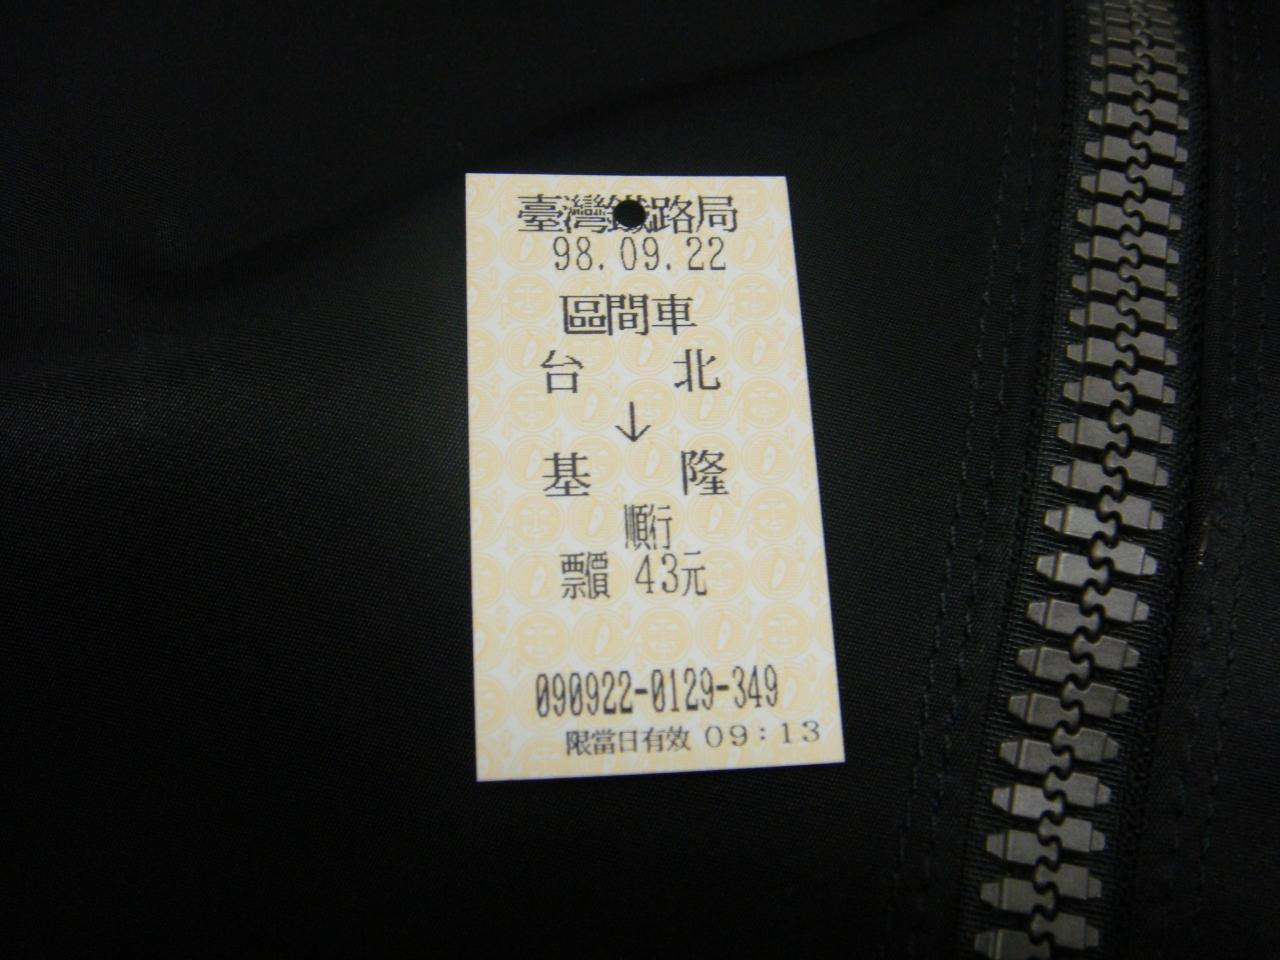 臺灣鐵路局
98.09.22
區間車
台 北
↓
基 隆
順行
票價 43元
090922-0129-349
限當日有效 09:13